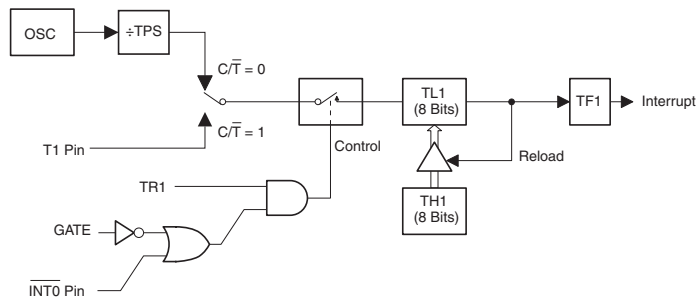 OSC
÷TPS
C/T̅ = 0
C/T̅ = 1
T1 Pin
Control
TL1
(8 Bits)
TF1
Interrupt
Reload
TR1
TH1
(8 Bits)
GATE
I̅N̅T̅0̅ Pin